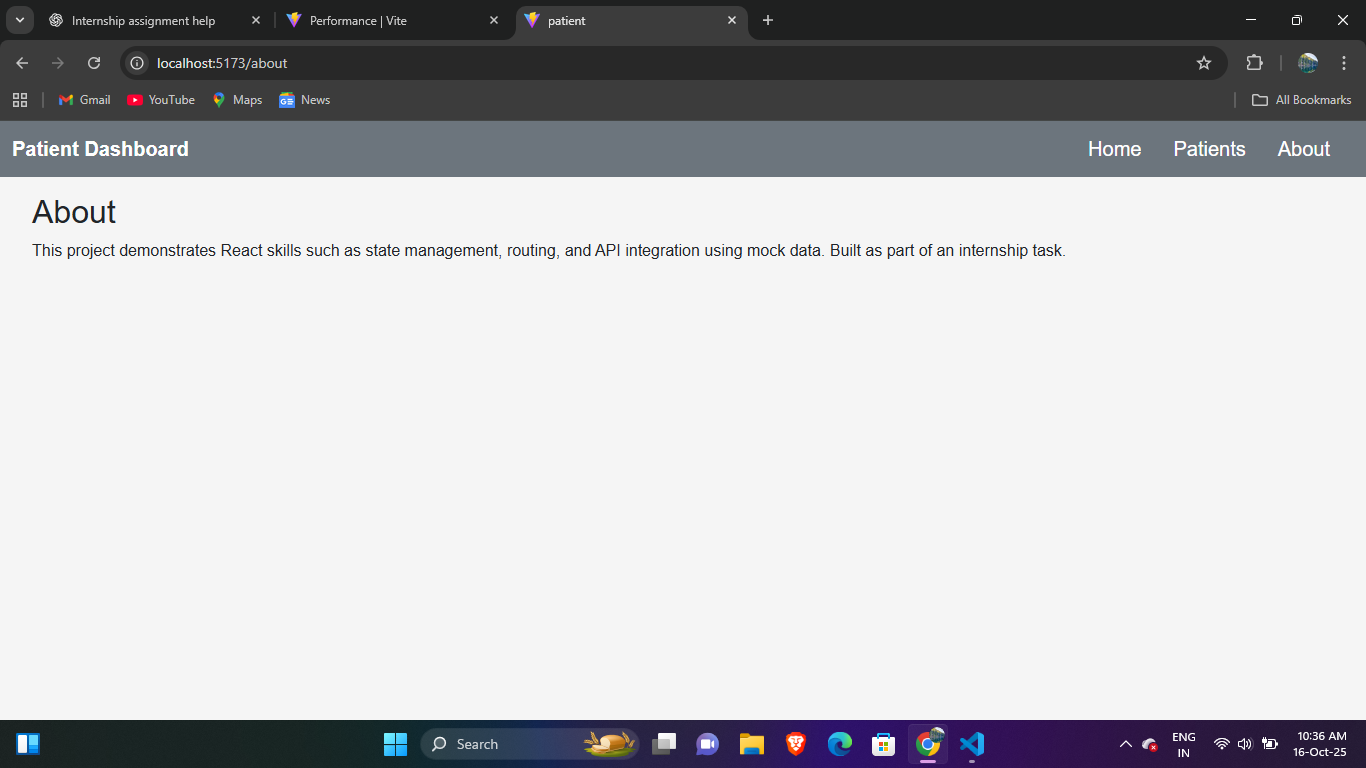 Internship assignment help
Performance | Vite
patient
localhost:5173/about
Gmail
YouTube
Maps
News
All Bookmarks
Patient Dashboard
Home
Patients
About
About
This project demonstrates React skills such as state management, routing, and API integration using mock data. Built as part of an internship task.
Search
ENG
IN
10:36 AM
16-Oct-25